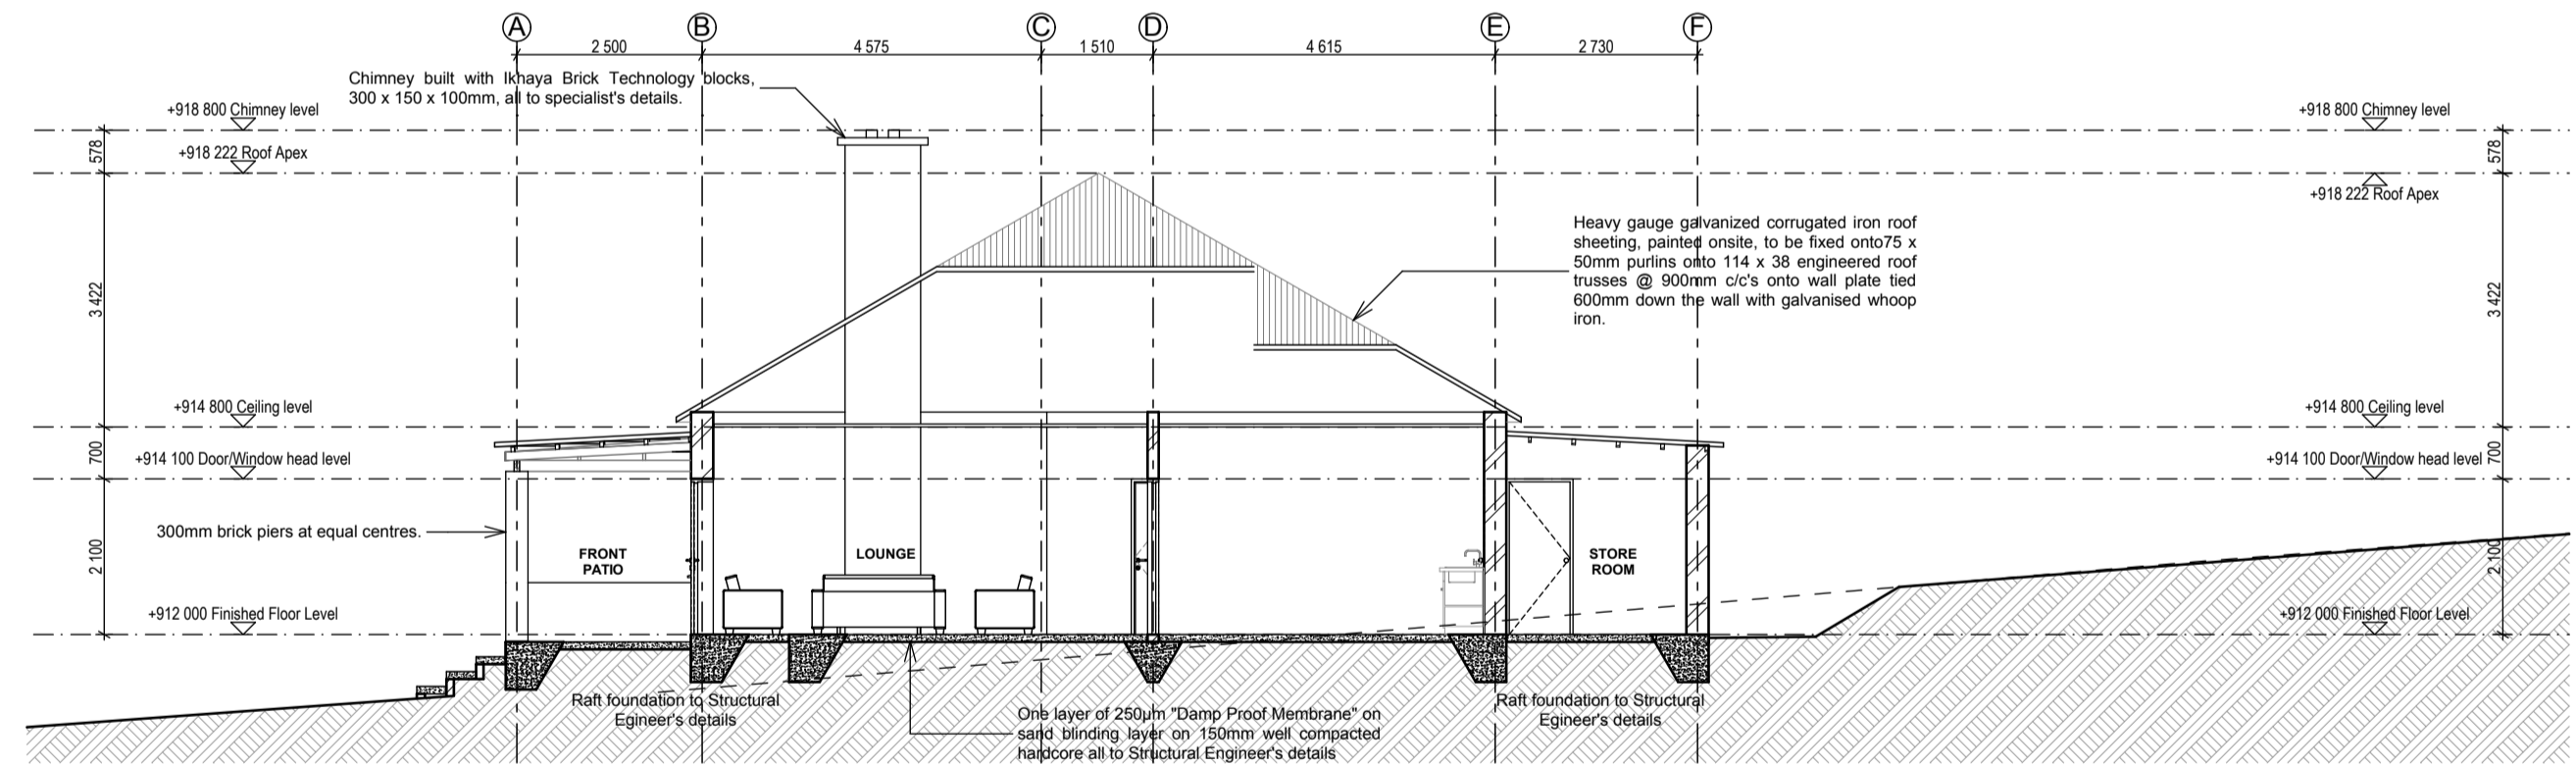 A B C D E F
2 500 4 575 1 510 4 615 2 730
Chimney built with Ikhaya Brick Technology blocks,
300 x 150 x 100mm, all to specialist's details.
+918 800 Chimney level
+918 800 Chimney level
578
578
+918 222 Roof Apex
+918 222 Roof Apex
Heavy gauge galvanized corrugated iron roof
sheeting, painted onsite, to be fixed onto75 x
50mm purlins onto 114 x 38 engineered roof
trusses @ 900mm c/c's onto wall plate tied
600mm down the wall with galvanised whoop
iron.
3 422
3 422
+914 800 Ceiling level
+914 800 Ceiling level
700
700
+914 100 Door/Window head level
+914 100 Door/Window head level
300mm brick piers at equal centres.
2 100
2 100
FRONT
PATIO
LOUNGE
STORE
ROOM
+912 000 Finished Floor Level
+912 000 Finished Floor Level
Raft foundation to Structural
Egineer's details
One layer of 250µm "Damp Proof Membrane" on
sand blinding layer on 150mm well compacted
hardcore all to Structural Engineer's details
Raft foundation to Structural
Egineer's details